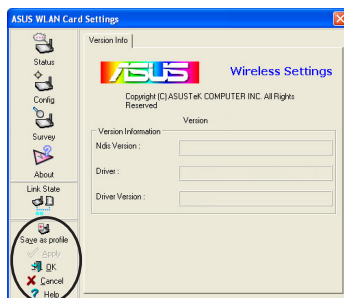 ASUS WLAN Card Settings
Status
Config
Survey
About
Link State
Save as profile
Apply
OK
Cancel
Help
Version Info
ASUS
Wireless Settings
Copyright (C) ASUSTeK COMPUTER INC. All Rights
Reserved
Version
Version Information
Ndis Version :
Driver :
Driver Version :